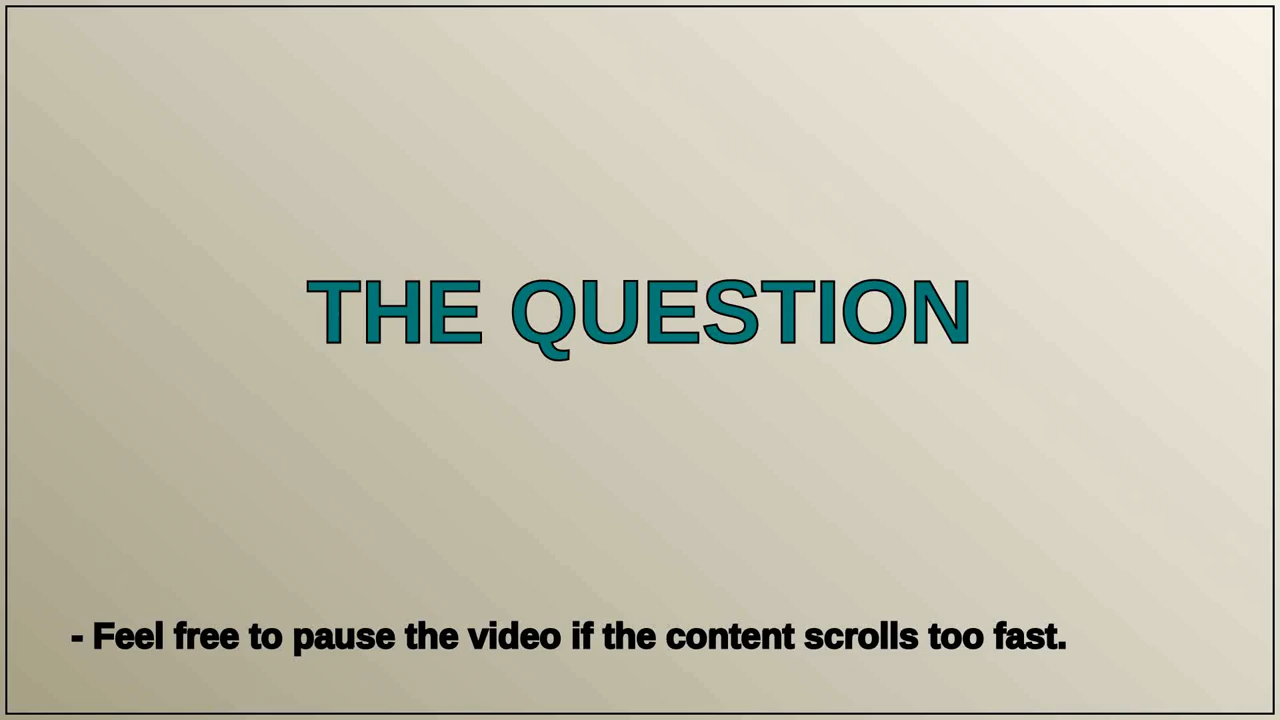 THE QUESTION
- Feel free to pause the video if the content scrolls too fast.